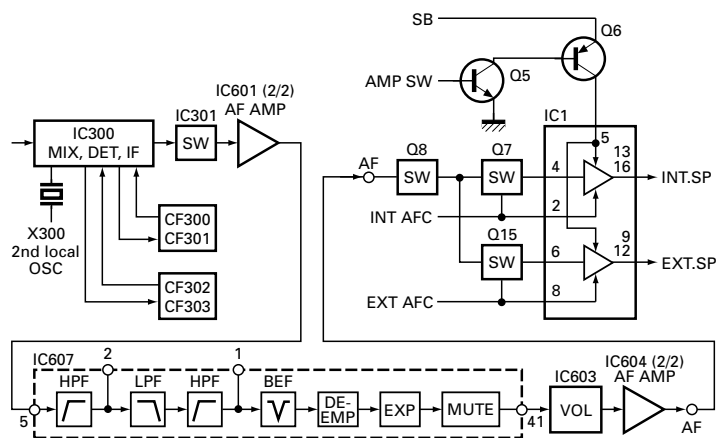 SB
Q6
Q5
AMP SW
IC601 (2/2)
AF AMP
IC301
SW
IC300
MIX, DET, IF
X300
2nd local
OSC
CF300
CF301
CF302
CF303
IC1
5
AF
Q8
SW
Q7
SW
4
13
16
INT.SP
INT AFC
2
Q15
SW
6
9
12
EXT.SP
EXT AFC
8
IC607
2
1
HPF
LPF
HPF
BEF
DE-
EMP
EXP
MUTE
5
41
IC603
VOL
IC604 (2/2)
AF AMP
AF